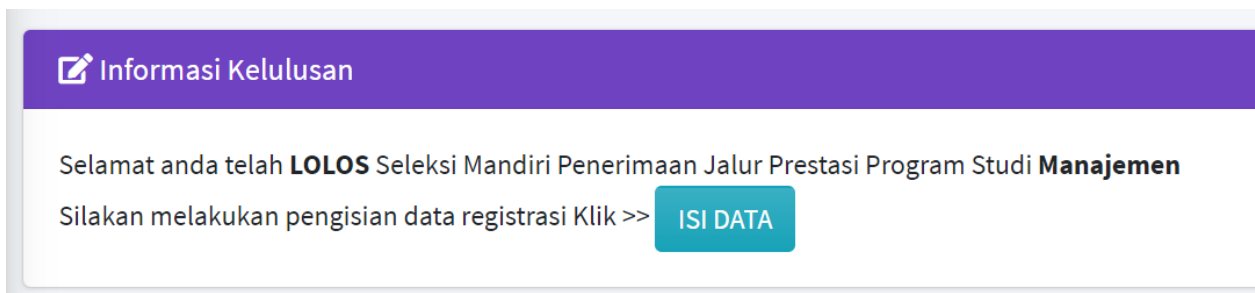 Informasi Kelulusan
Selamat anda telah LOLOS Seleksi Mandiri Penerimaan Jalur Prestasi Program Studi Manajemen
Silakan melakukan pengisian data registrasi Klik >> ISI DATA